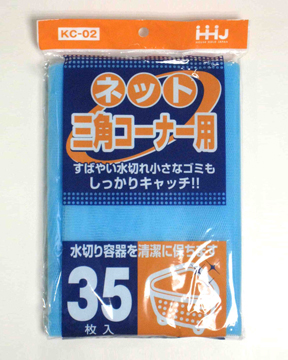 KC-02
HHJ
ネット
三角コーナー用
すばやい水切れ小さなゴミも
しっかりキャッチ!!
水切り容器を清潔に保ちます
35
枚入